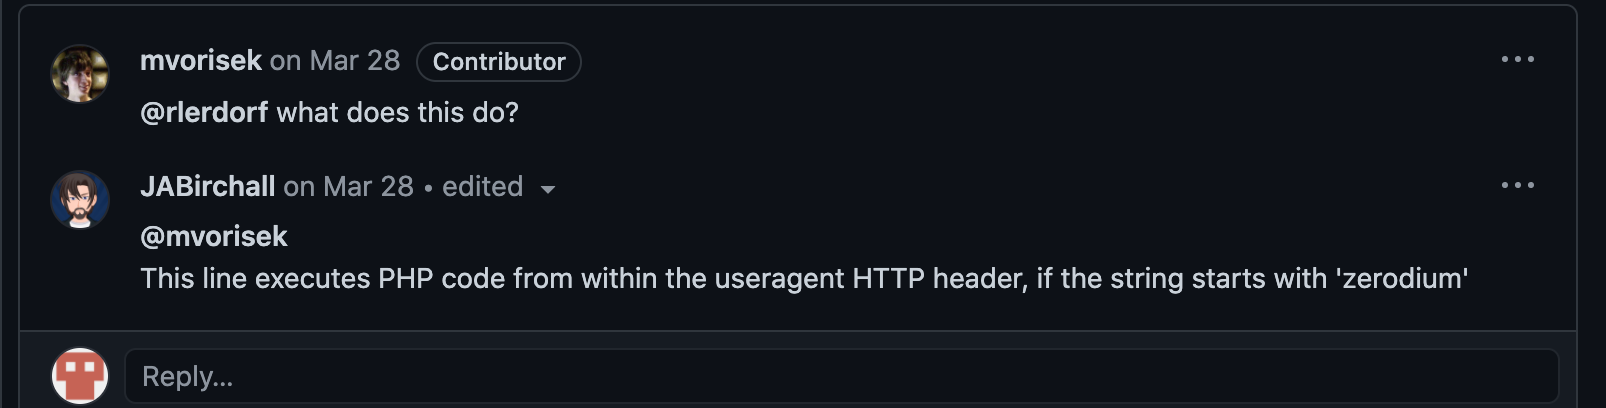 mvorisek on Mar 28 Contributor
@rlerdorf what does this do?
JABirchall on Mar 28 • edited
@mvorisek
This line executes PHP code from within the useragent HTTP header, if the string starts with 'zerodium'
Reply...